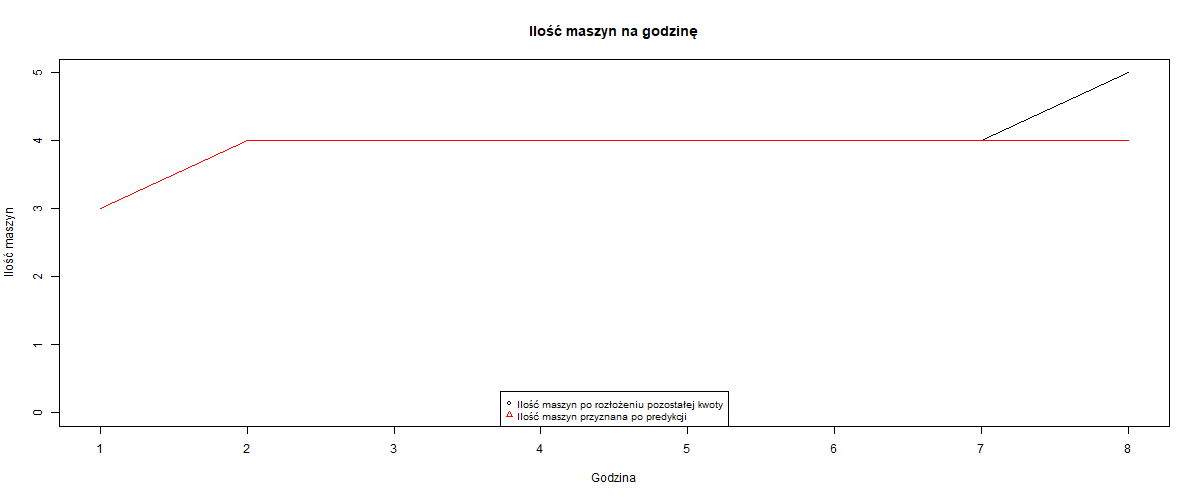 Ilość maszyn na godzinę
Ilość maszyn
5
4
3
2
1
0
Ilość maszyn po rozłożeniu pozostałej kwoty
Ilość maszyn przyznana po predykcji
1 2 3 4 5 6 7 8
Godzina